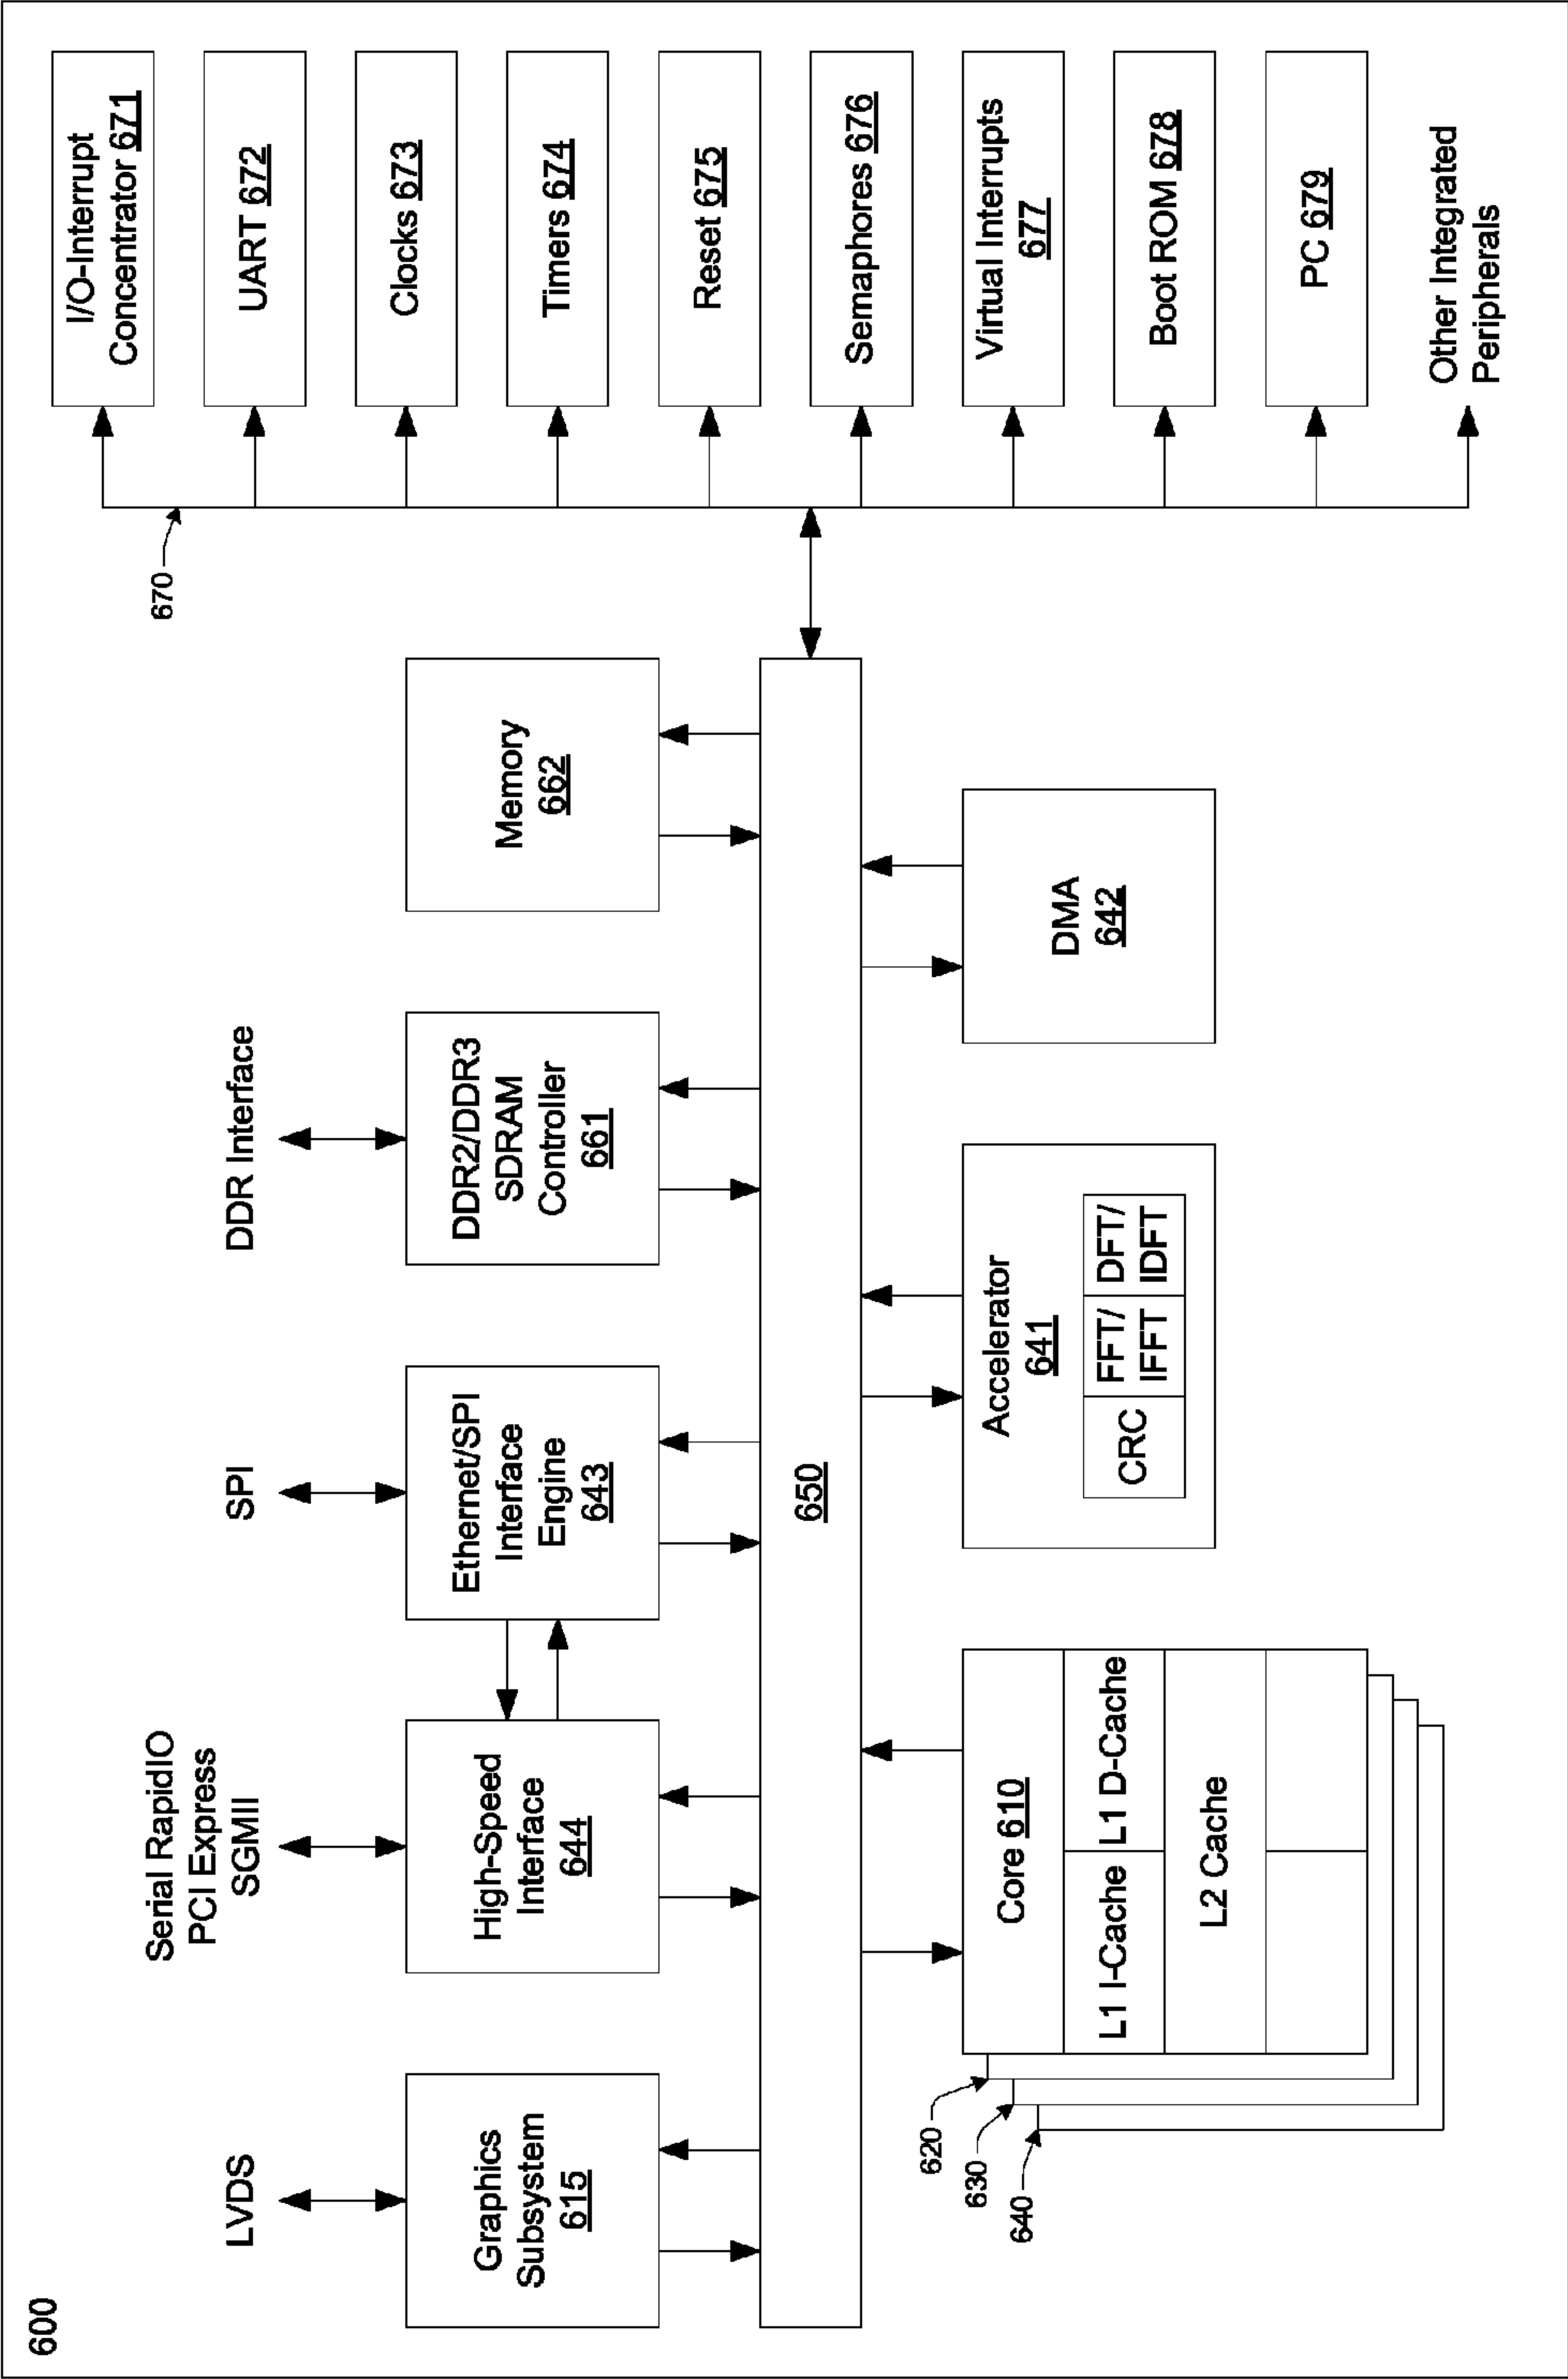 600
LVDS
Serial RapidIO
PCI Express
SGMII
SPI
DDR Interface
Graphics
Subsystem
615
High-Speed
Interface
644
Ethernet/SPI
Interface
Engine
643
DDR2/DDR3
SDRAM
Controller
661
Memory
662
650
620
630
640
Core 610
L1 I-Cache
L1 D-Cache
L2 Cache
Accelerator
641
CRC
FFT/
IFFT
DFT/
IDFT
DMA
642
670
I/O-Interrupt
Concentrator 671
UART 672
Clocks 673
Timers 674
Reset 675
Semaphores 676
Virtual Interrupts
677
Boot ROM 678
PC 679
Other Integrated
Peripherals